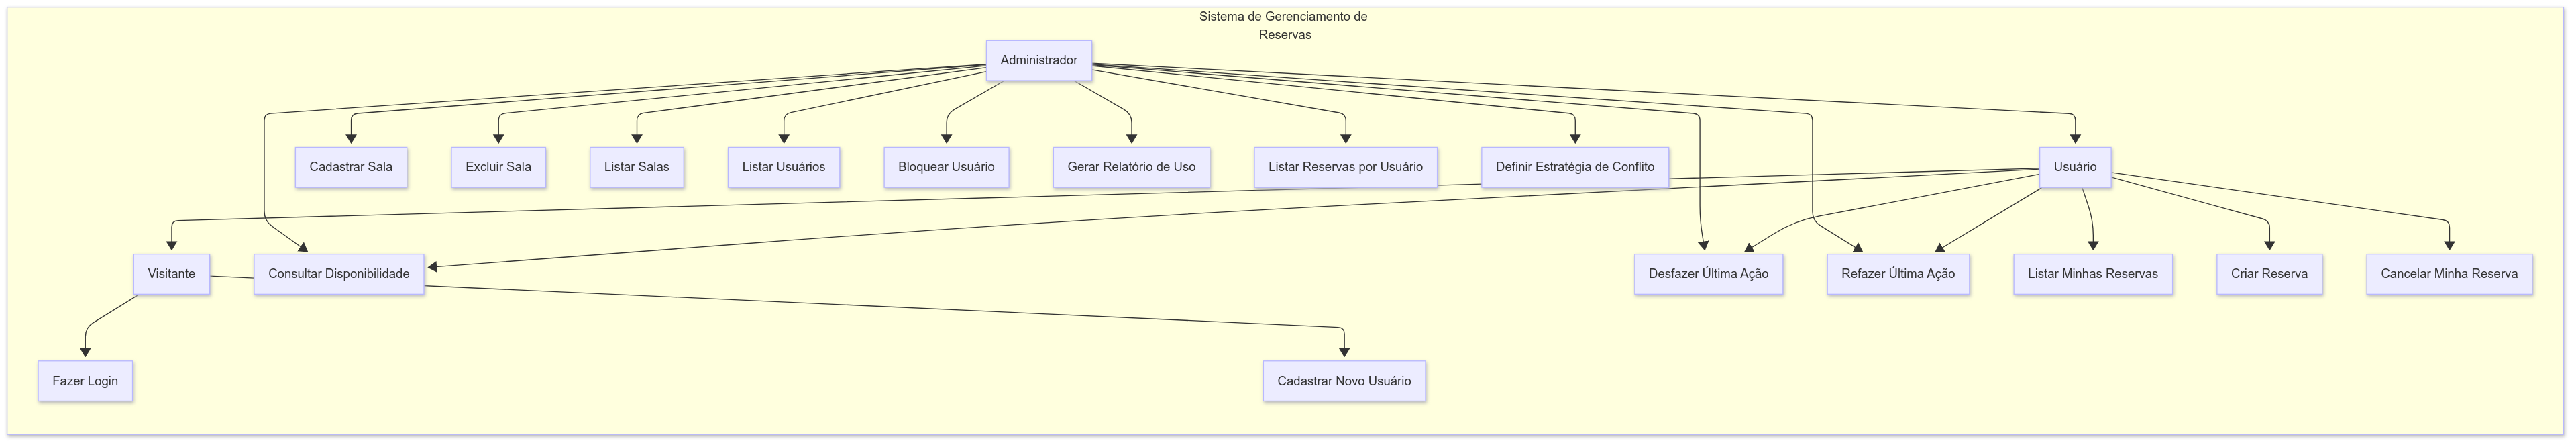 Sistema de Gerenciamento de
Reservas
Administrador
Cadastrar Sala
Excluir Sala
Listar Salas
Listar Usuários
Bloquear Usuário
Gerar Relatório de Uso
Listar Reservas por Usuário
Definir Estratégia de Conflito
Usuário
Visitante
Consultar Disponibilidade
Desfazer Última Ação
Refazer Última Ação
Listar Minhas Reservas
Criar Reserva
Cancelar Minha Reserva
Fazer Login
Cadastrar Novo Usuário